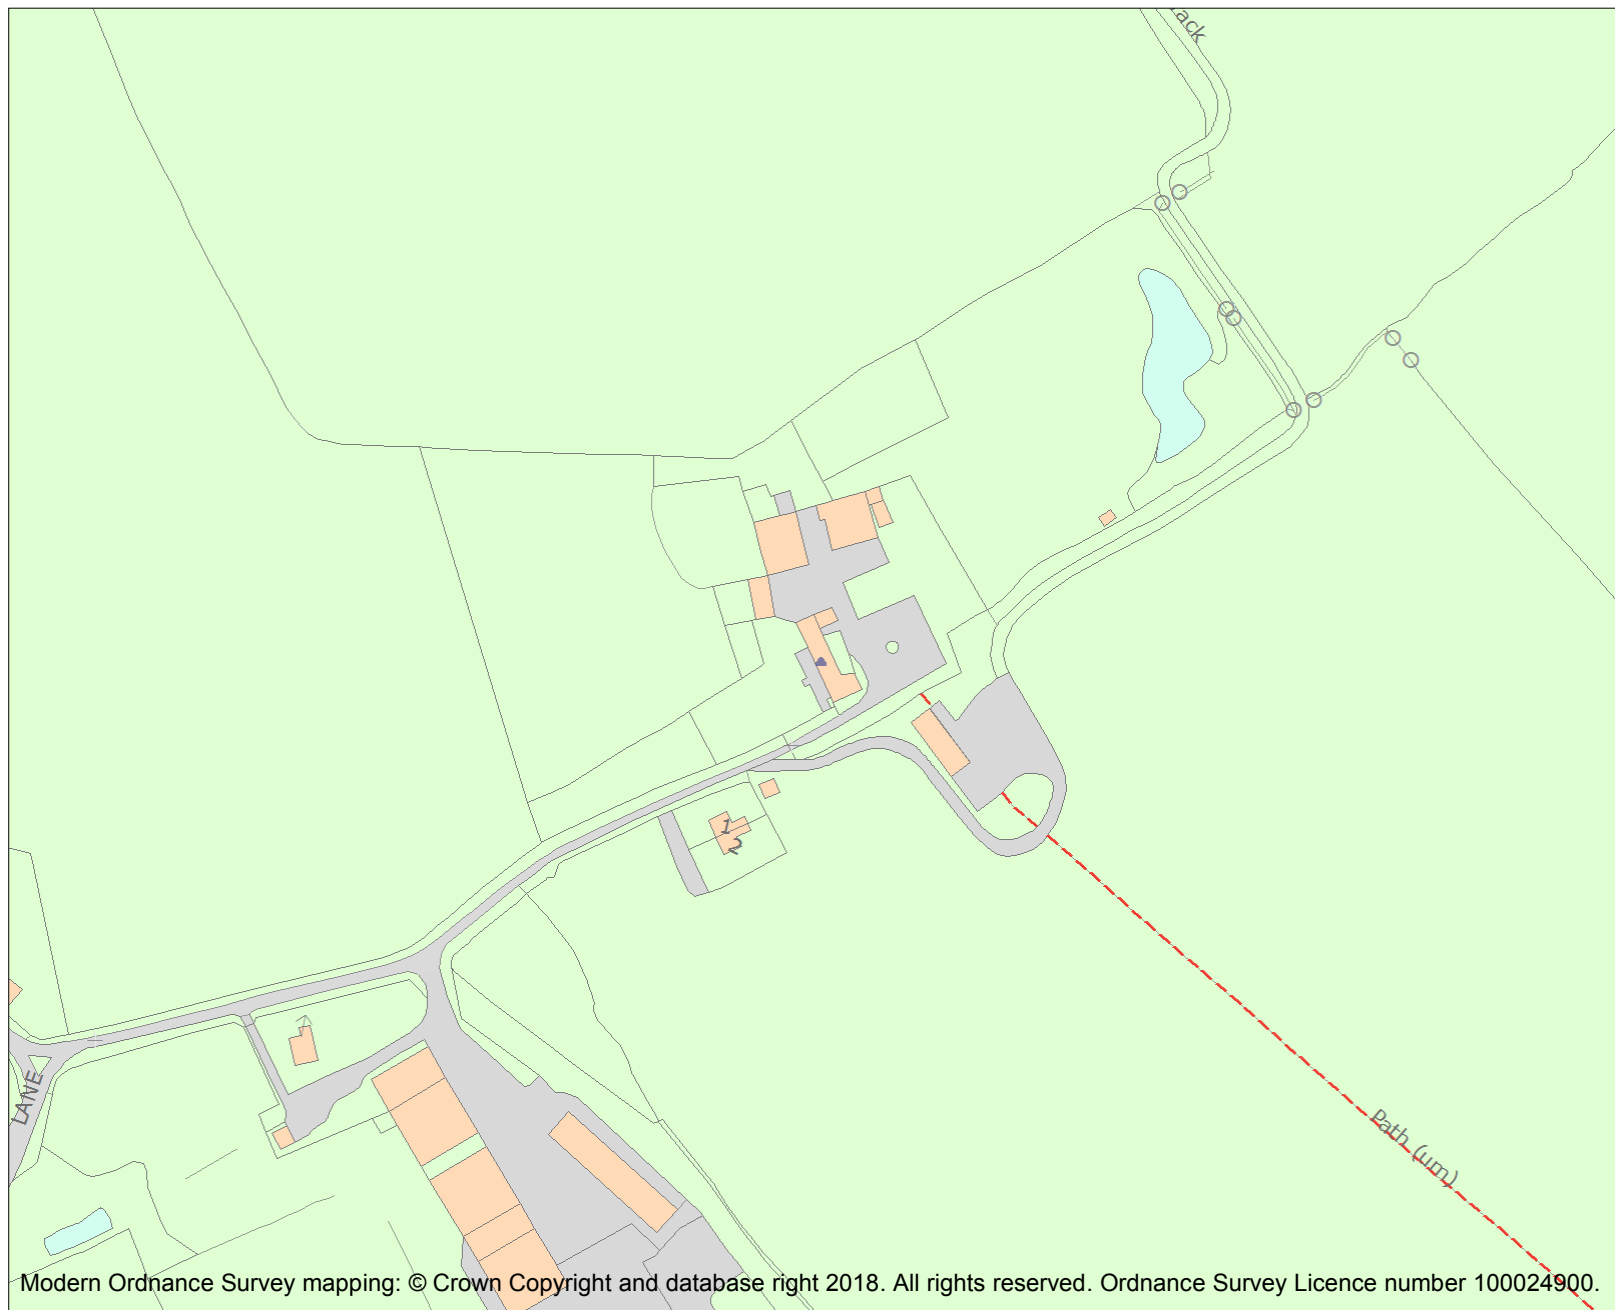 1
2
LANE
Path (um)
Modern Ordnance Survey mapping: © Crown Copyright and database right 2018. All rights reserved. Ordnance Survey Licence number 100024900.